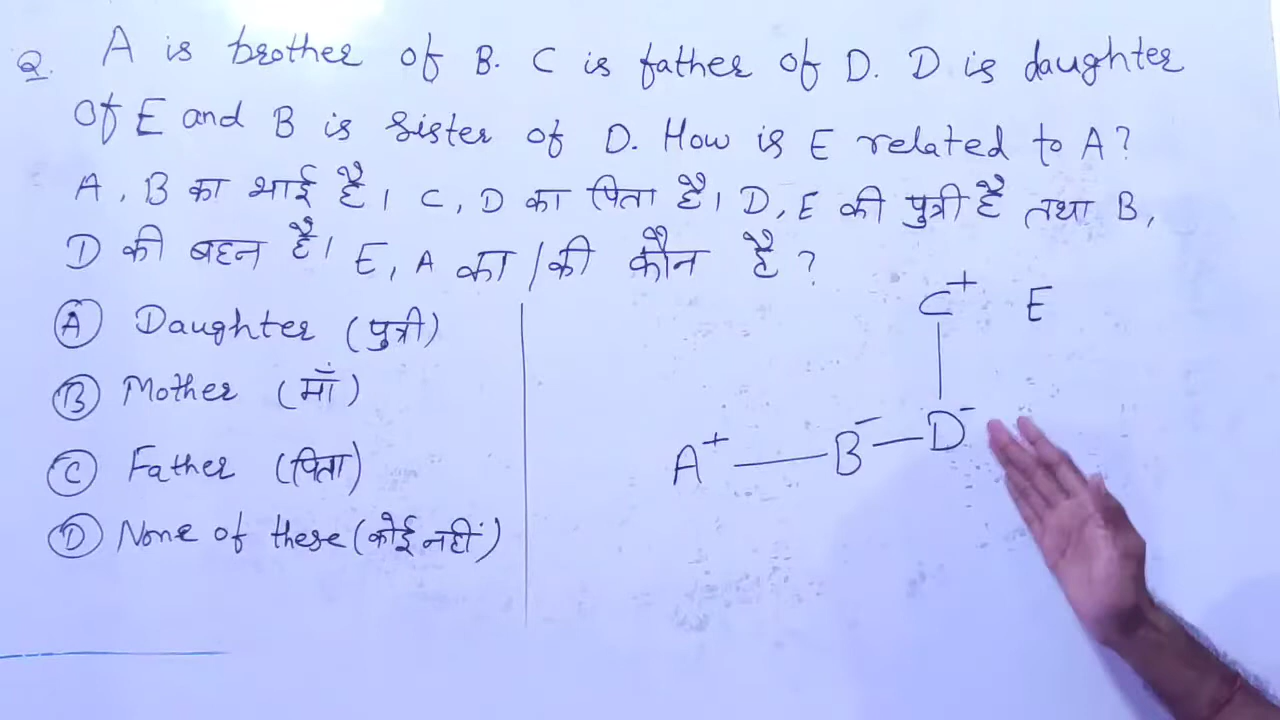 Q. A is brother of B. C is father of D. D is daughter
of E and B is sister of D. How is E related to A?
A, B का भाई है। C, D का पिता है। D, E की पुत्री है तथा B,
D की बहन है। E, A का/की कौन है?
(A) Daughter (पुत्री)
(B) Mother (माँ)
(C) Father (पिता)
(D) None of these (कोई नहीं)
C+ E
A+ — B- — D-